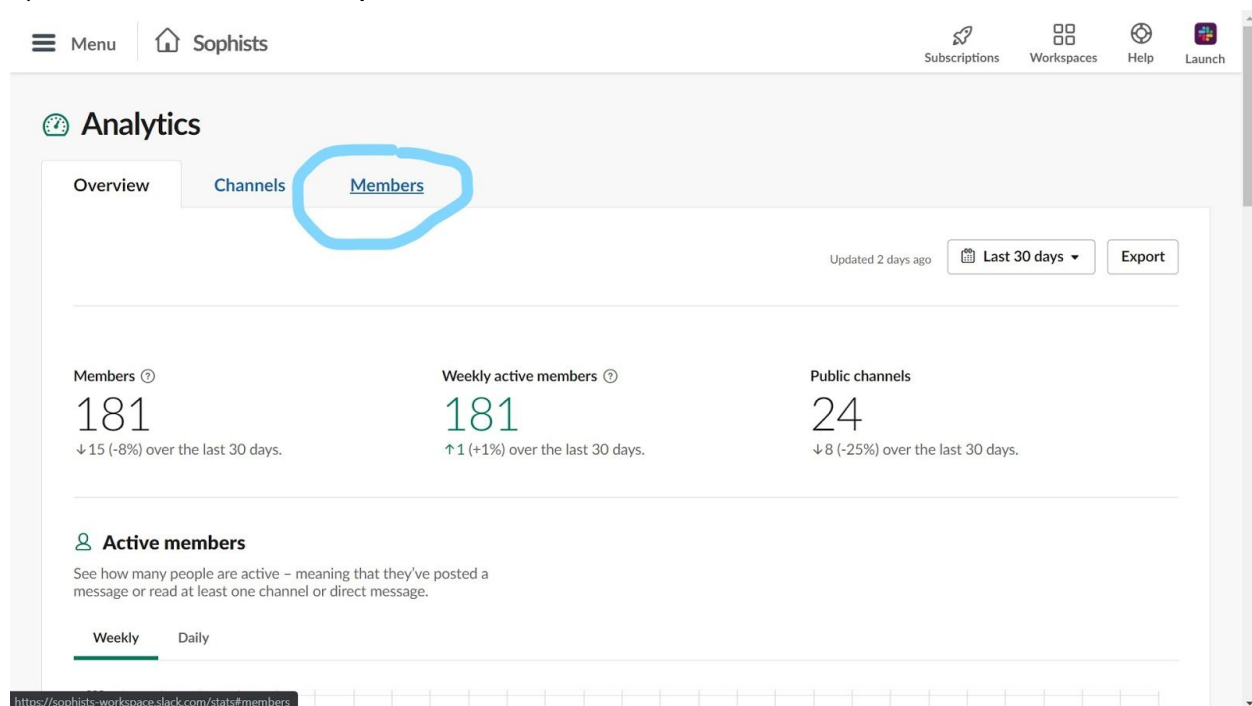 Menu
Sophists
Subscriptions
Workspaces
Help
Launch
Analytics
Overview
Channels
Members
Updated 2 days ago
Last 30 days
Export
Members
Weekly active members
Public channels
181
181
24
↓15 (-8%) over the last 30 days.
↑1 (+1%) over the last 30 days.
↓8 (-25%) over the last 30 days.
Active members
See how many people are active – meaning that they've posted a
message or read at least one channel or direct message.
Weekly
Daily
https://sophists-workspace.slack.com/stats#members